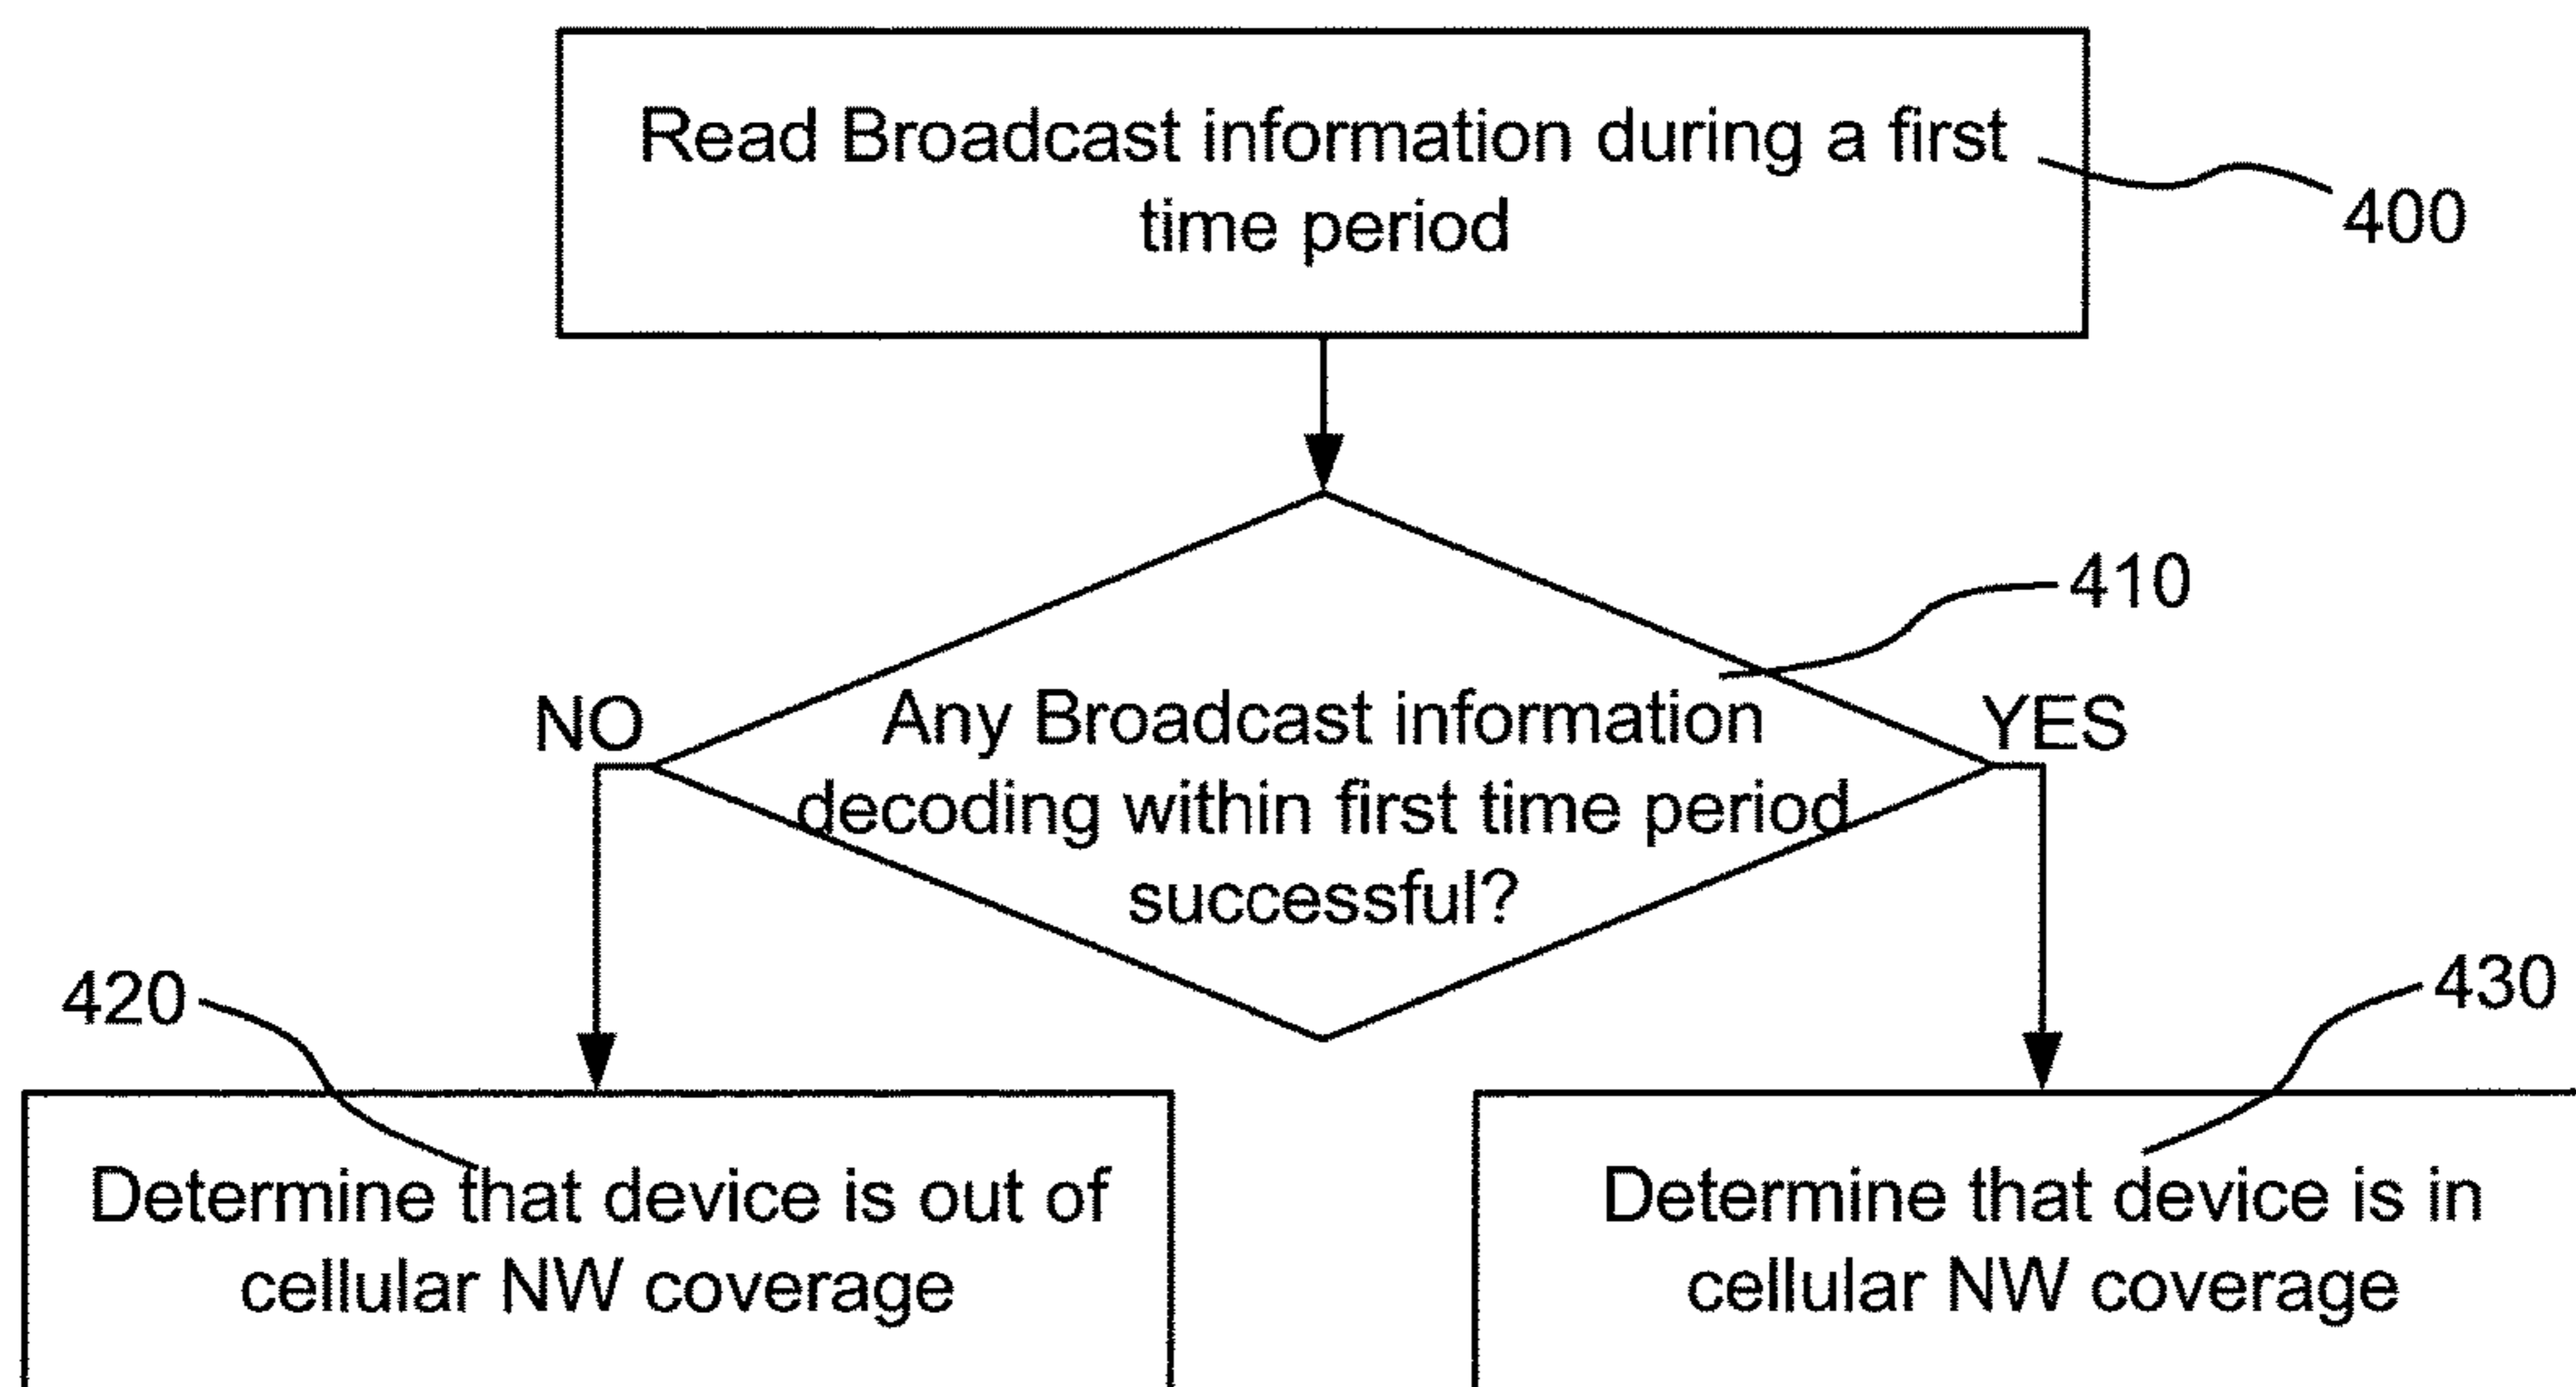 Read Broadcast information during a first
time period
400
410
NO
YES
Any Broadcast information
decoding within first time period
successful?
420
430
Determine that device is out of
cellular NW coverage
Determine that device is in
cellular NW coverage